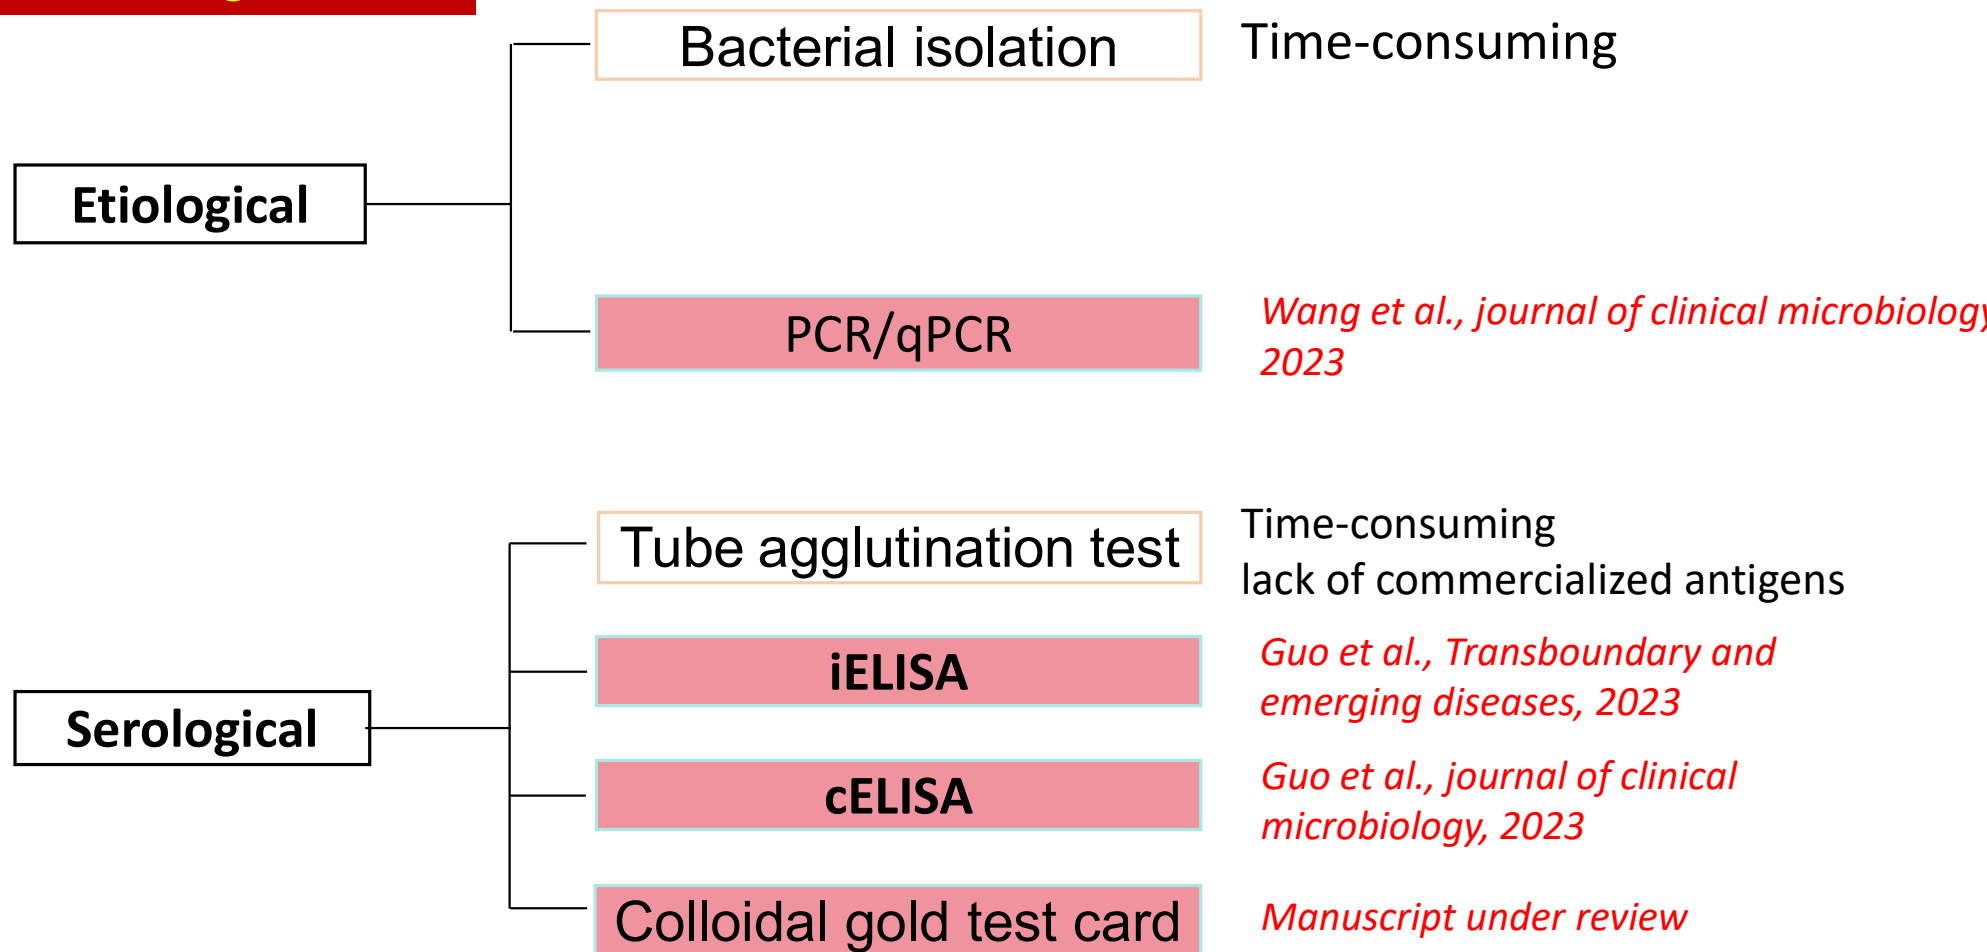 Bacterial isolation
Time-consuming
Etiological
PCR/qPCR
Wang et al., journal of clinical microbiology
2023
Tube agglutination test
Time-consuming
lack of commercialized antigens
iELISA
Guo et al., Transboundary and
emerging diseases, 2023
Serological
cELISA
Guo et al., journal of clinical
microbiology, 2023
Colloidal gold test card
Manuscript under review